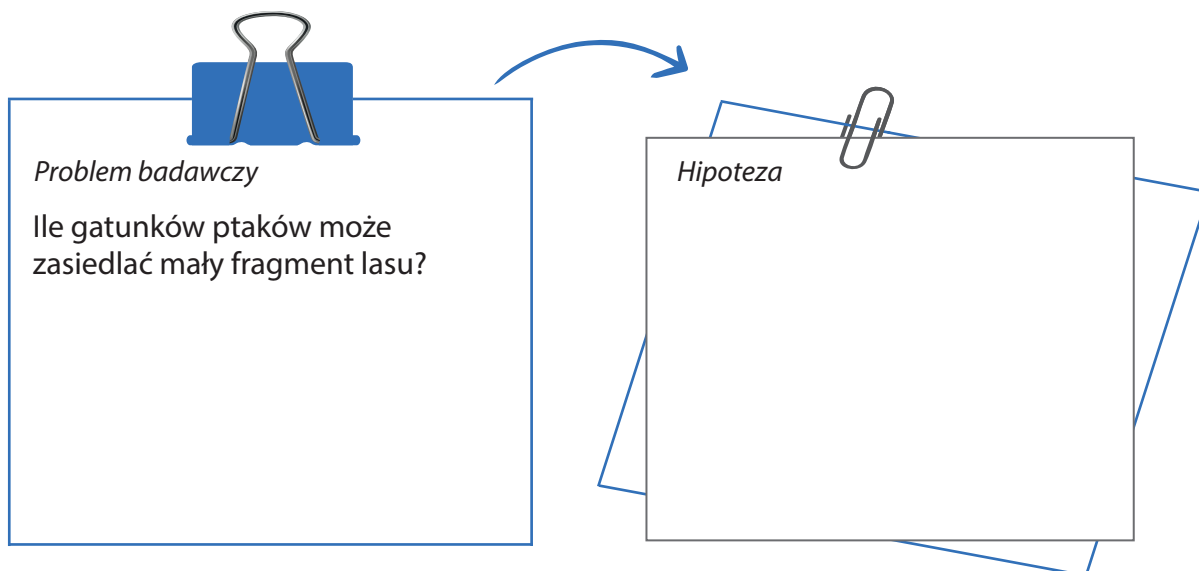 Problem badawczy
Ile gatunków ptaków może
zasiedlać mały fragment lasu?
Hipoteza